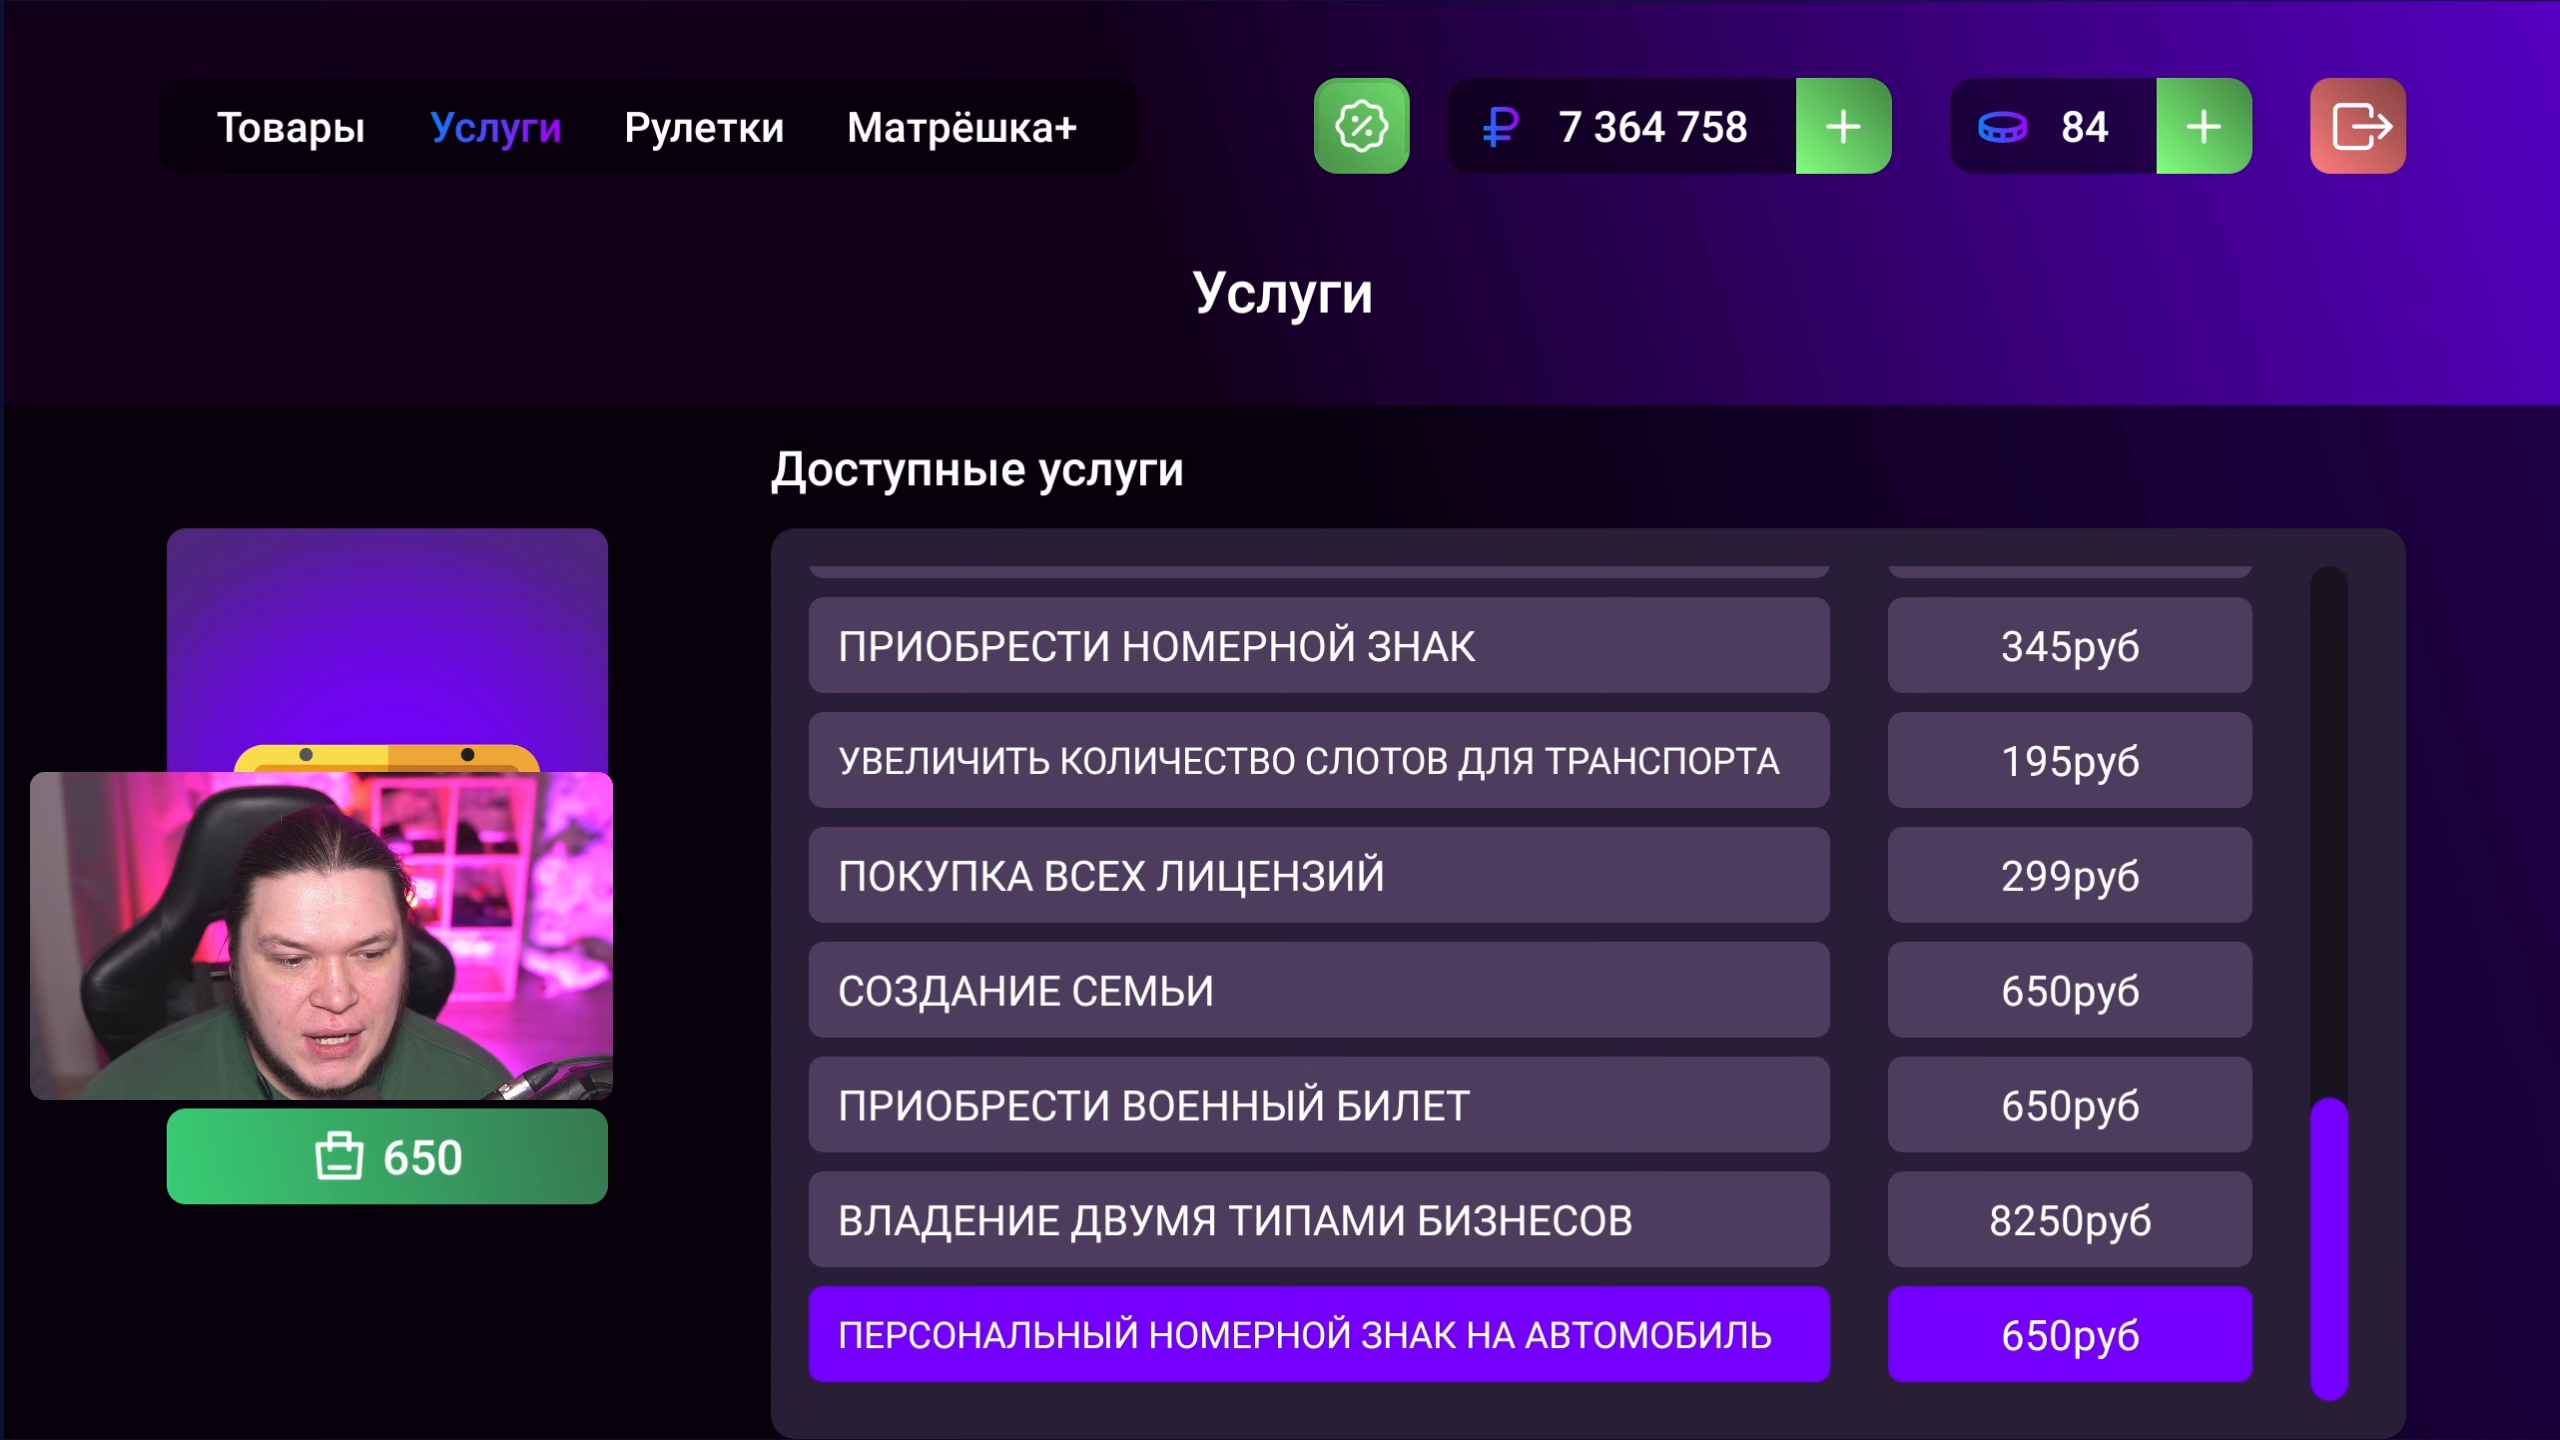 Товары Услуги Рулетки Матрёшка+ 7 364 758 84
Услуги
Доступные услуги
ПРИОБРЕСТИ НОМЕРНОЙ ЗНАК 345руб
УВЕЛИЧИТЬ КОЛИЧЕСТВО СЛОТОВ ДЛЯ ТРАНСПОРТА 195руб
ПОКУПКА ВСЕХ ЛИЦЕНЗИЙ 299руб
СОЗДАНИЕ СЕМЬИ 650руб
ПРИОБРЕСТИ ВОЕННЫЙ БИЛЕТ 650руб
650
ВЛАДЕНИЕ ДВУМЯ ТИПАМИ БИЗНЕСОВ 8250руб
ПЕРСОНАЛЬНЫЙ НОМЕРНОЙ ЗНАК НА АВТОМОБИЛЬ 650руб